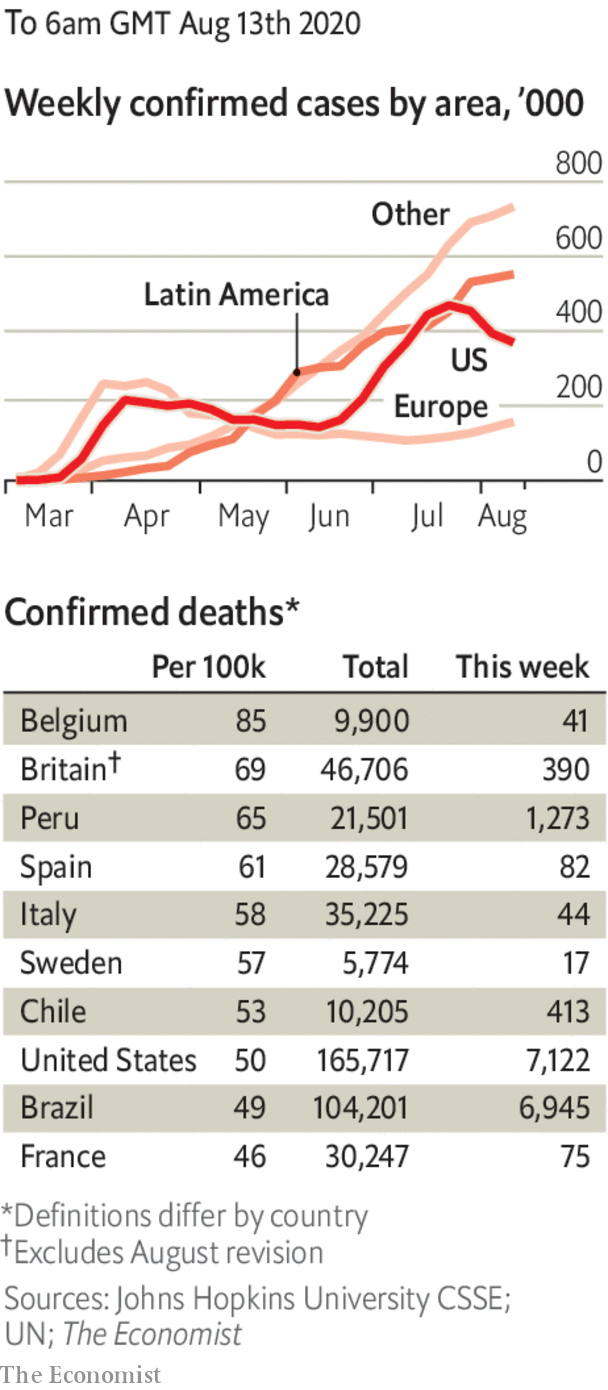 To 6am GMT Aug 13th 2020
Weekly confirmed cases by area, ’000
800
Other
600
Latin America
400
US
200
Europe
0
Mar Apr May Jun Jul Aug
Confirmed deaths*
Per 100k Total This week
Belgium 85 9,900 41
Britain† 69 46,706 390
Peru 65 21,501 1,273
Spain 61 28,579 82
Italy 58 35,225 44
Sweden 57 5,774 17
Chile 53 10,205 413
United States 50 165,717 7,122
Brazil 49 104,201 6,945
France 46 30,247 75
*Definitions differ by country
†Excludes August revision
Sources: Johns Hopkins University CSSE;
UN; The Economist
The Economist